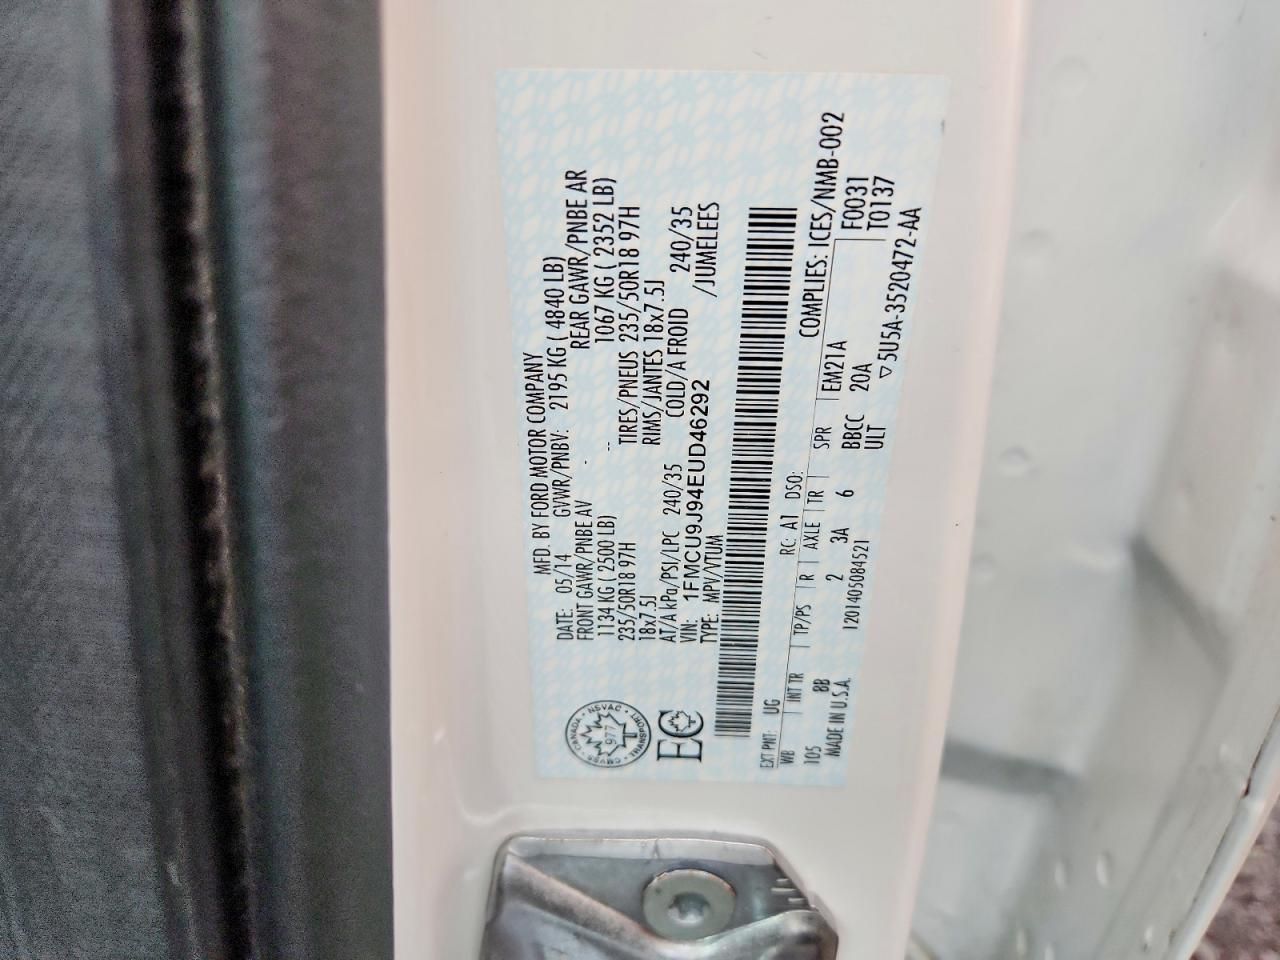 MFD. BY FORD MOTOR COMPANY
DATE: 05/14 GVWR/PNBV: 2195 KG ( 4840 LB)
FRONT GAWR/PNBE AV REAR GAWR/PNBE AR
1134 KG ( 2500 LB) -- 1067 KG ( 2352 LB)
235/50R18 97H TIRES/PNEUS 235/50R18 97H
18x7.5J RIMS/JANTES 18x7.5J
AT/A kPa/PSI/LPC 240/35 COLD/A FROID 240/35
VIN: 1FMCU9J94EUD46292 /JUMELEES
TYPE: MPV/VTUM
CANADA • NSVAC • TRANSPORT • CMVSS
977
EC
COMPLIES: ICES/NMB-002
EXT PNT: UG RC: A1 DSO:
WB INT TR TP/PS R AXLE TR SPR EM21A F0031
105 8B 2 3A 6 BBCC 20A T0137
ULT
MADE IN U.S.A. 1201405084521 ▽5U5A-3520472-AA